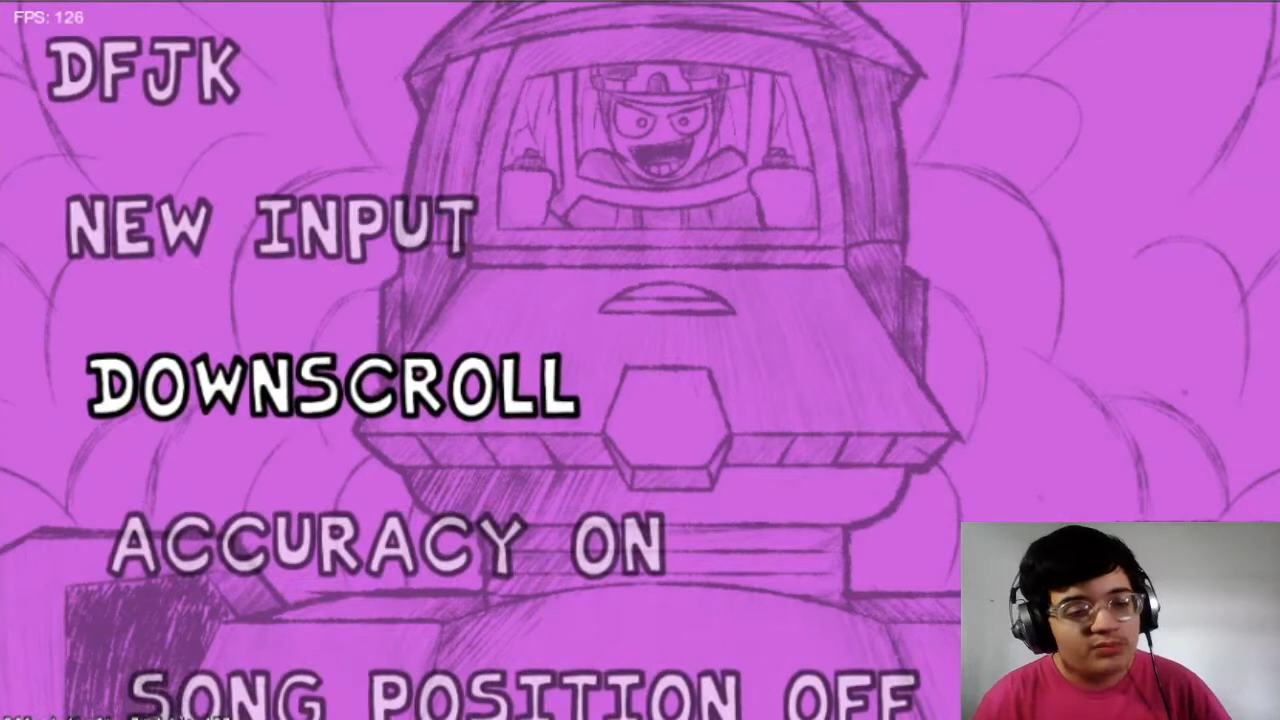 FPS: 126
DFJK
NEW INPUT
DOWNSCROLL
ACCURACY ON
SONG POSITION OFF